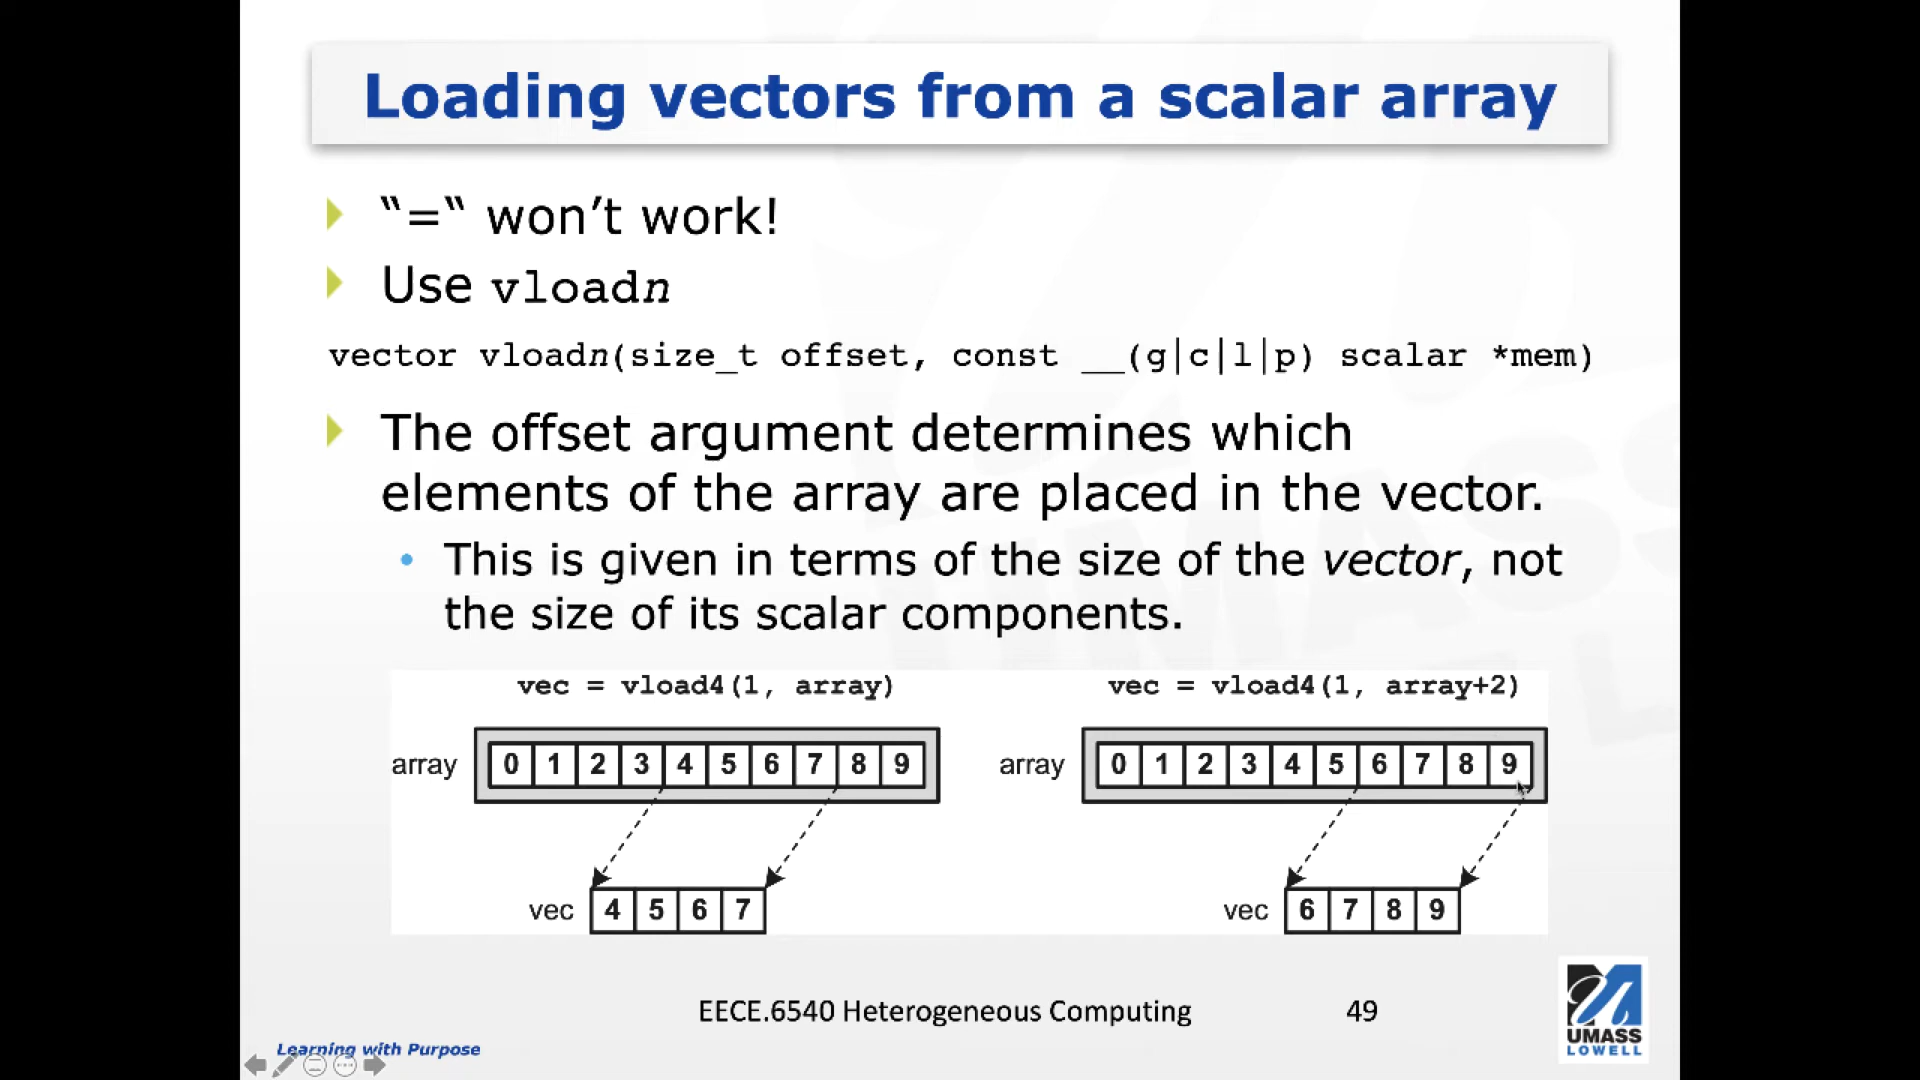 Loading vectors from a scalar array
“=“ won’t work!
Use vloadn
vector vloadn(size_t offset, const __(g|c|l|p) scalar *mem)
The offset argument determines which
elements of the array are placed in the vector.
This is given in terms of the size of the vector, not
the size of its scalar components.
vec = vload4(1, array)
array 0 1 2 3 4 5 6 7 8 9
vec 4 5 6 7
vec = vload4(1, array+2)
array 0 1 2 3 4 5 6 7 8 9
vec 6 7 8 9
EECE.6540 Heterogeneous Computing 49
Learning with Purpose
UMASS
LOWELL